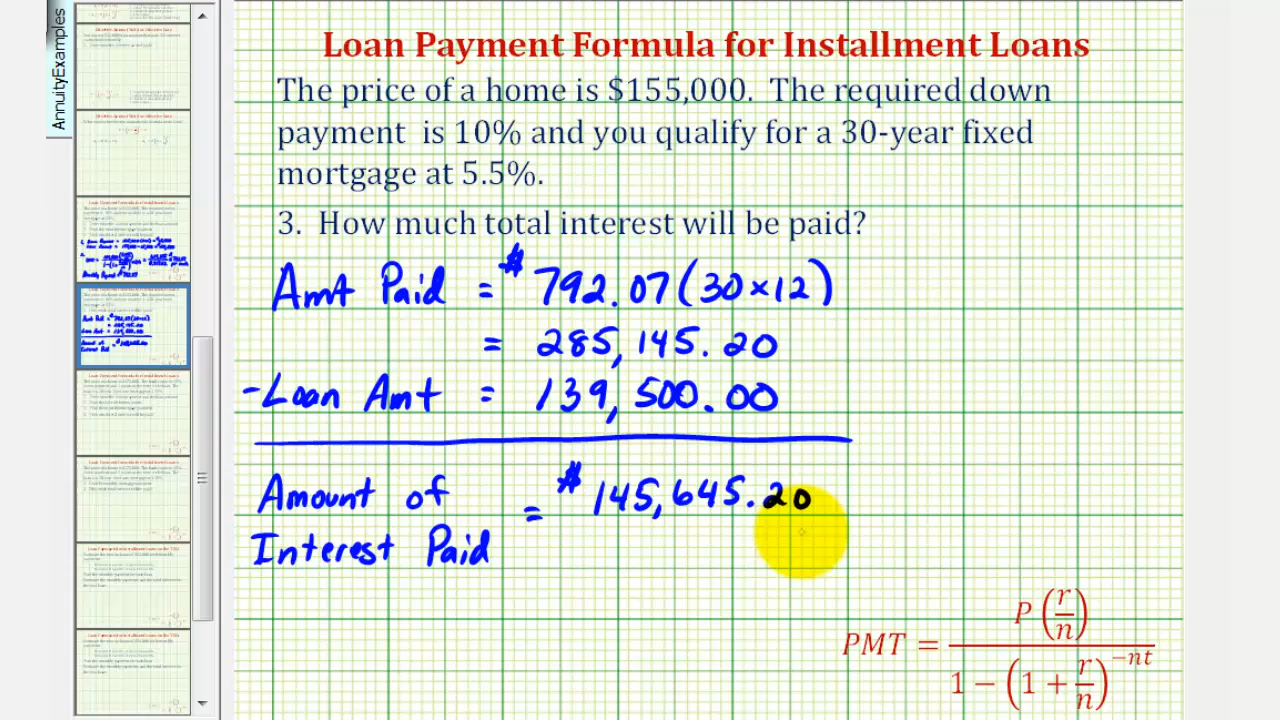 AnnuityExamples
Loan Payment Formula for Installment Loans
The price of a home is $155,000. The required down
payment is 10% and you qualify for a 30-year fixed
mortgage at 5.5%.
3. How much total interest will be paid?
Amt Paid = $792.07(30×12)
= 285,145.20
-Loan Amt = 139,500.00
Amount of
Interest Paid = $145,645.20
PMT = P(r/n) / 1−(1+r/n)^−nt